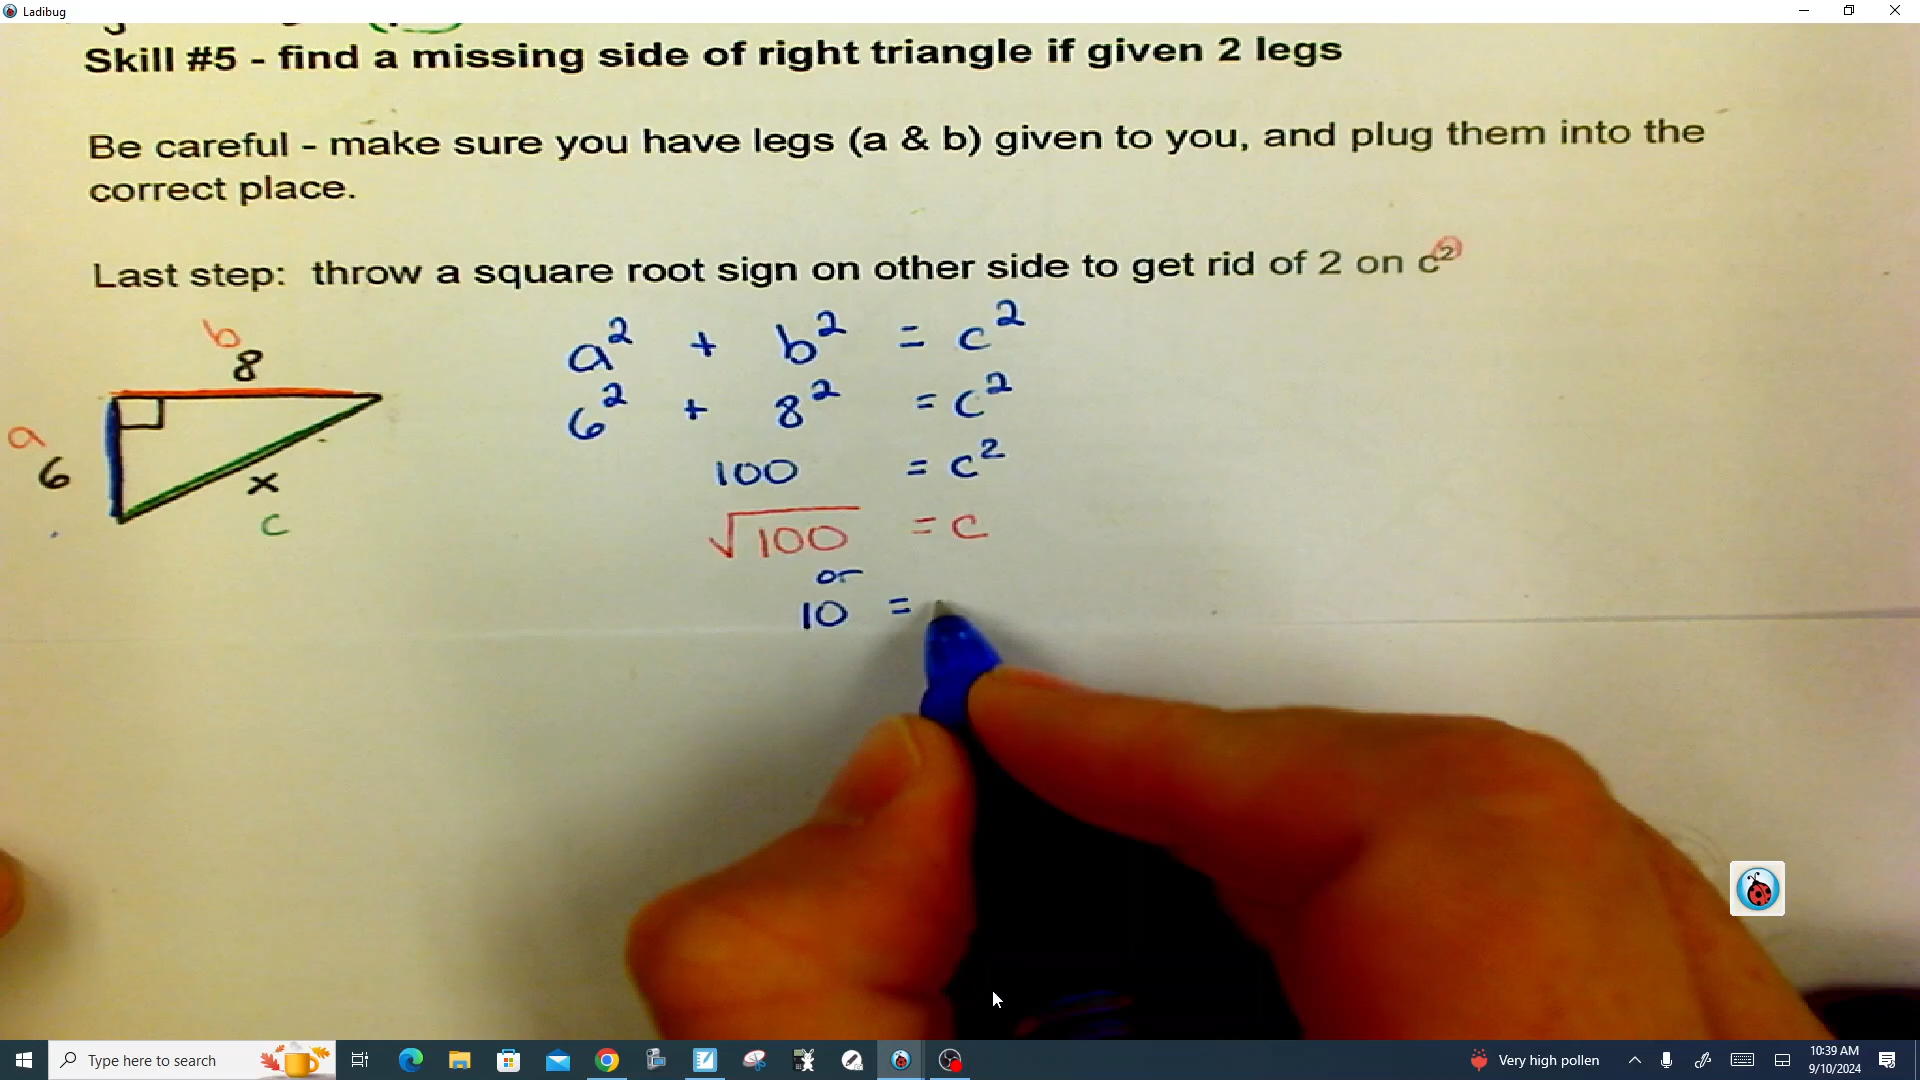 Ladibug
Skill #5 - find a missing side of right triangle if given 2 legs
Be careful - make sure you have legs (a & b) given to you, and plug them into the
correct place.
Last step: throw a square root sign on other side to get rid of 2 on c²
b
8
a
6
x
c
a² + b² = c²
6² + 8² = c²
100 = c²
√100 = c
or
10 =
Type here to search
Very high pollen
10:39 AM
9/10/2024